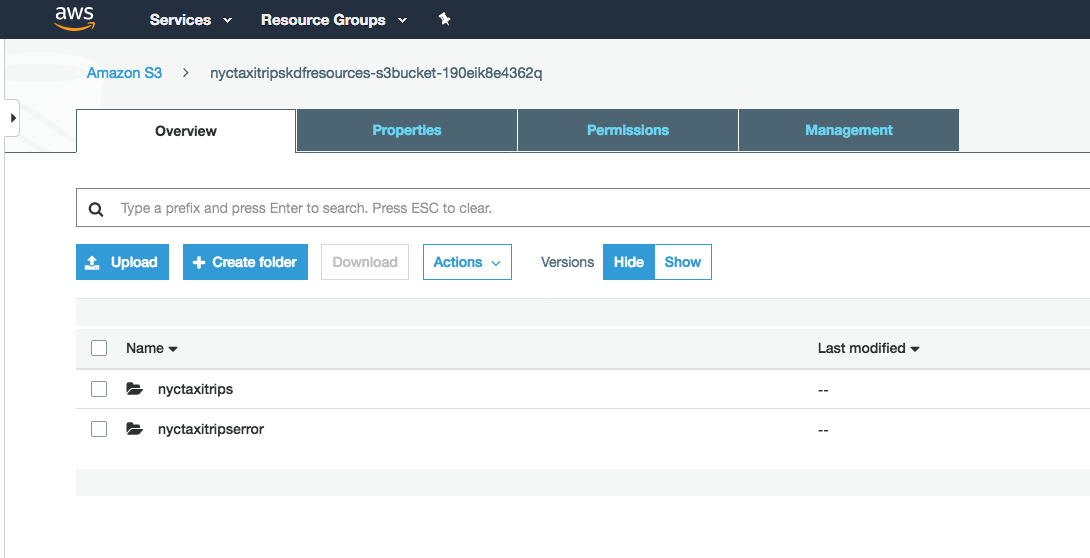 aws Services Resource Groups
Amazon S3 > nyctaxitripskdfresources-s3bucket-190eik8e4362q
Overview Properties Permissions Management
Type a prefix and press Enter to search. Press ESC to clear.
Upload + Create folder Download Actions Versions Hide Show
Name Last modified
nyctaxitrips --
nyctaxitripserror --